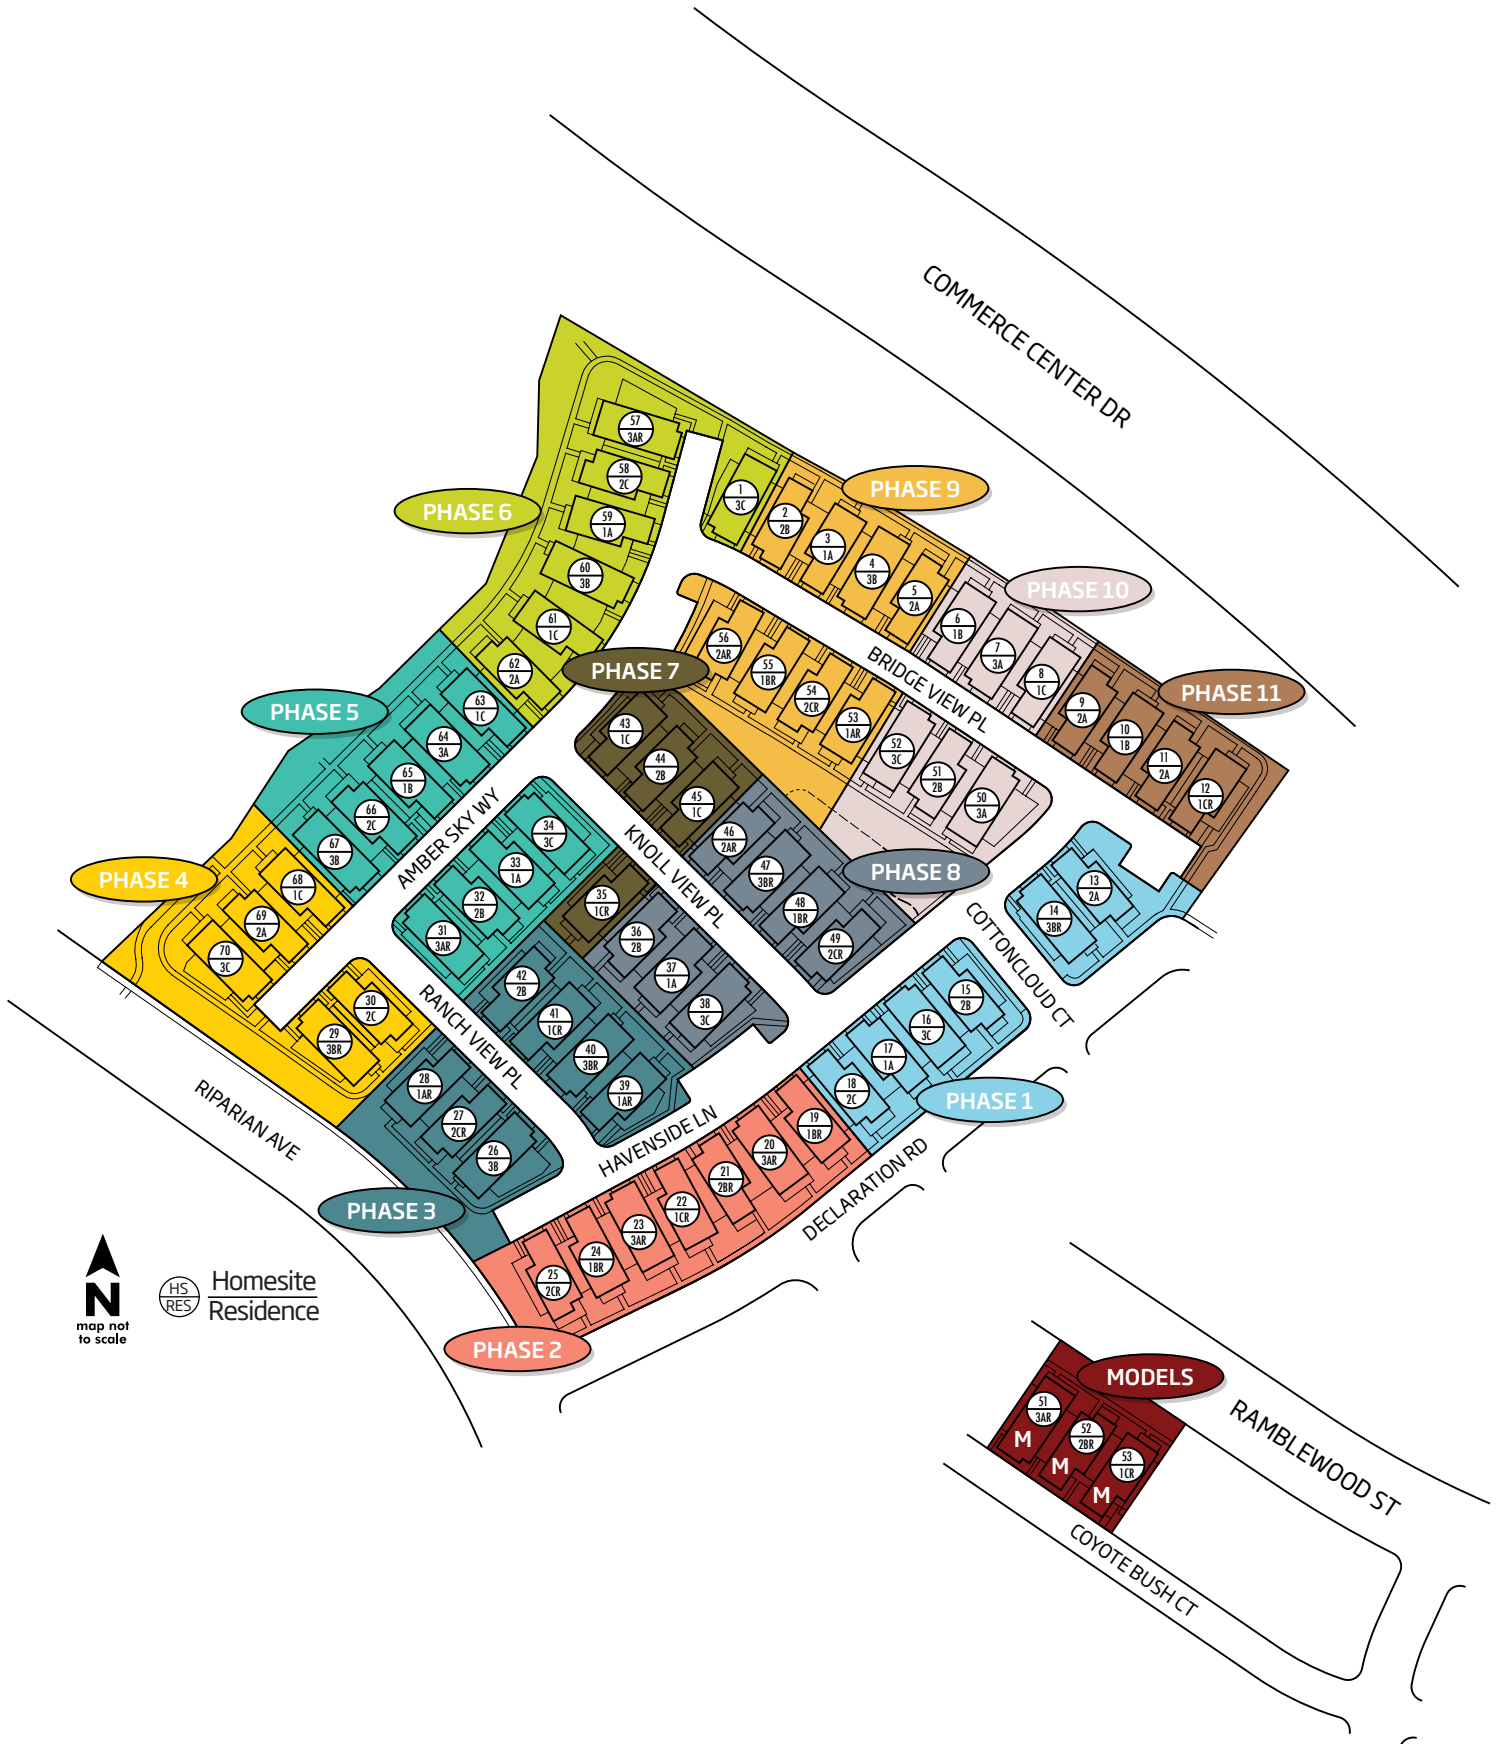 COMMERCE CENTER DR
57
3AR
58
2C
59
1A
60
3B
61
1C
62
2A
1
3C
PHASE 6
PHASE 9
2
2B
3
1A
4
3B
5
2A
56
2AR
55
1BR
54
2CR
53
1AR
PHASE 10
6
1B
7
3A
8
1C
52
3C
51
2B
50
3A
BRIDGE VIEW PL
PHASE 11
9
2A
10
1B
11
2A
12
1CR
PHASE 7
43
1C
44
2B
45
1C
35
1CR
PHASE 5
63
1C
64
3A
65
1B
66
2C
67
3B
34
3C
33
1A
32
2B
31
3AR
AMBER SKY WY
KNOLL VIEW PL
PHASE 8
46
2AR
47
3BR
48
1BR
49
2CR
36
2B
37
1A
38
3C
PHASE 4
68
1C
69
2A
70
3C
30
2C
29
3BR
COTTONCLOUD CT
13
2A
14
3BR
15
2B
16
3C
17
1A
18
2C
PHASE 1
RANCH VIEW PL
42
2B
41
1CR
40
3BR
39
1AR
28
1AR
27
2CR
26
3B
PHASE 3
RIPARIAN AVE
HAVENSIDE LN
DECLARATION RD
19
1BR
20
3AR
21
2BR
22
1CR
23
3AR
24
1BR
25
2CR
PHASE 2
N
map not
to scale
HS
RES
Homesite
Residence
MODELS
51
3AR
M
52
2BR
M
53
1CR
M
RAMBLEWOOD ST
COYOTE BUSH CT